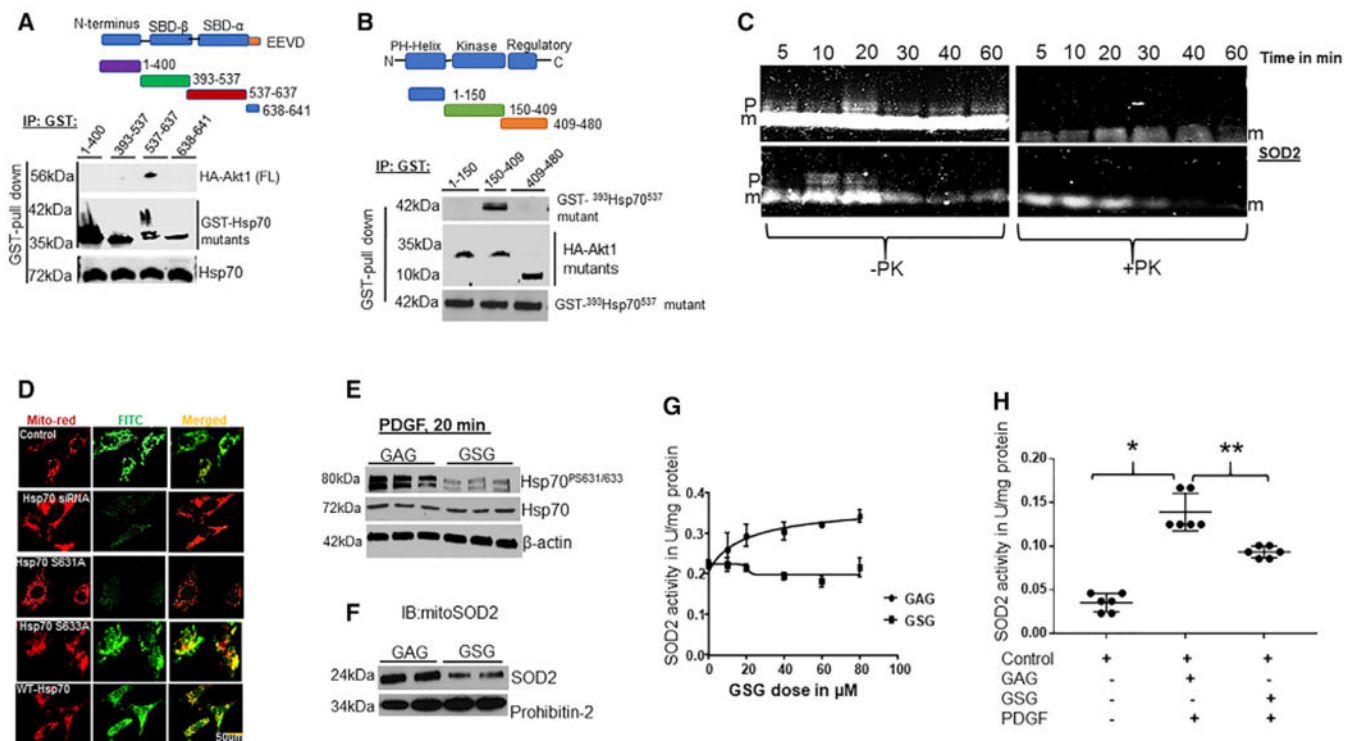 A
N-terminus SBD-β SBD-α
EEVD
1-400
393-537
537-637
638-641
IP: GST:
1-400 393-537 537-637 638-641
GST-pull down
56kDa HA-Akt1 (FL)
42kDa GST-Hsp70
35kDa mutants
72kDa Hsp70
B
PH-Helix Kinase Regulatory
N C
1-150
150-409
409-480
IP: GST:
1-150 150-409 409-480
GST-pull down
42kDa GST- ³⁹³Hsp70⁵³⁷
mutant
35kDa HA-Akt1
10kDa mutants
42kDa GST-³⁹³Hsp70⁵³⁷ mutant
C
5 10 20 30 40 60 5 10 20 30 40 60 Time in min
P
m m
SOD2
P
m m
-PK +PK
D
Mito-red FITC Merged
Control
Hsp70 siRNA
Hsp70 S631A
Hsp70 S633A
WT-Hsp70
50um
E
PDGF, 20 min
GAG GSG
80kDa Hsp70ᴾS631/633
72kDa Hsp70
42kDa β-actin
F
IB:mitoSOD2
GAG GSG
24kDa SOD2
34kDa Prohibitin-2
G
SOD2 activity in U/mg protein
0.4
0.3
0.2
0.1
0.0
0 20 40 60 80 100
GSG dose in µM
GAG
GSG
H
SOD2 activity in U/mg protein
0.20
0.15
0.10
0.05
0.00
* **
Control + + +
GAG - + -
GSG - - +
PDGF - + +